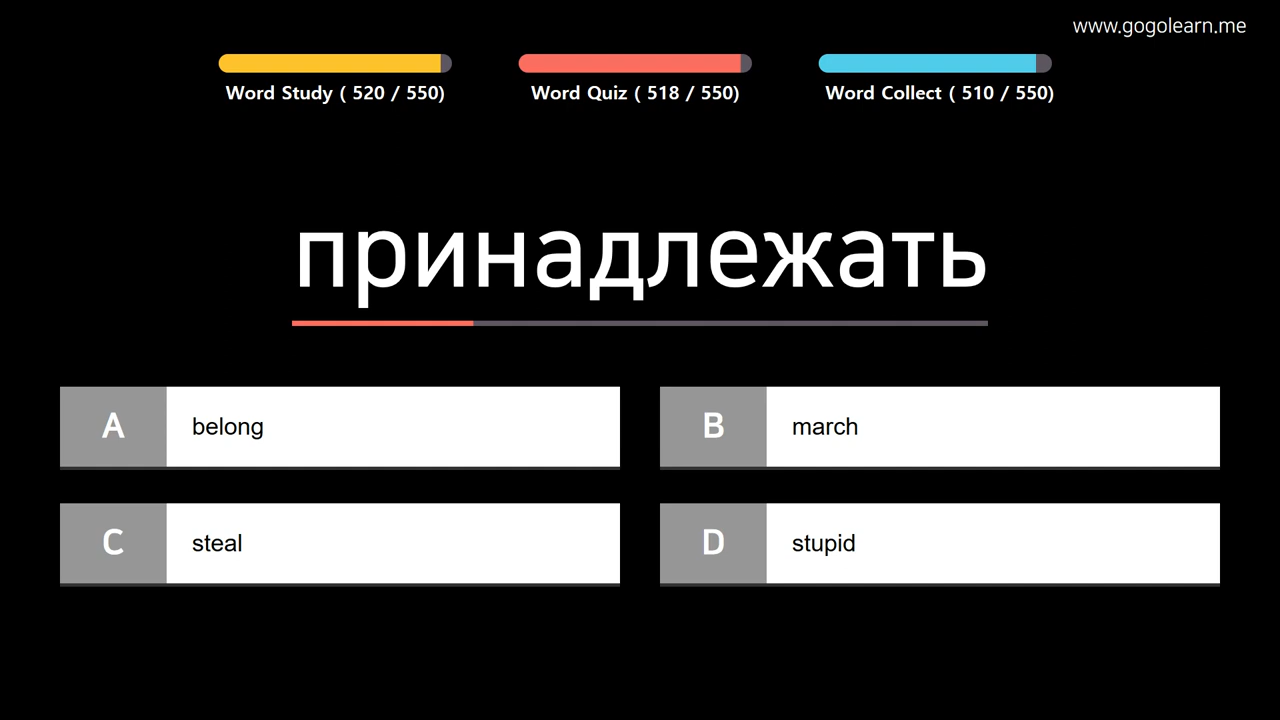 www.gogolearn.me
Word Study ( 520 / 550)
Word Quiz ( 518 / 550)
Word Collect ( 510 / 550)
принадлежать
A belong
B march
C steal
D stupid